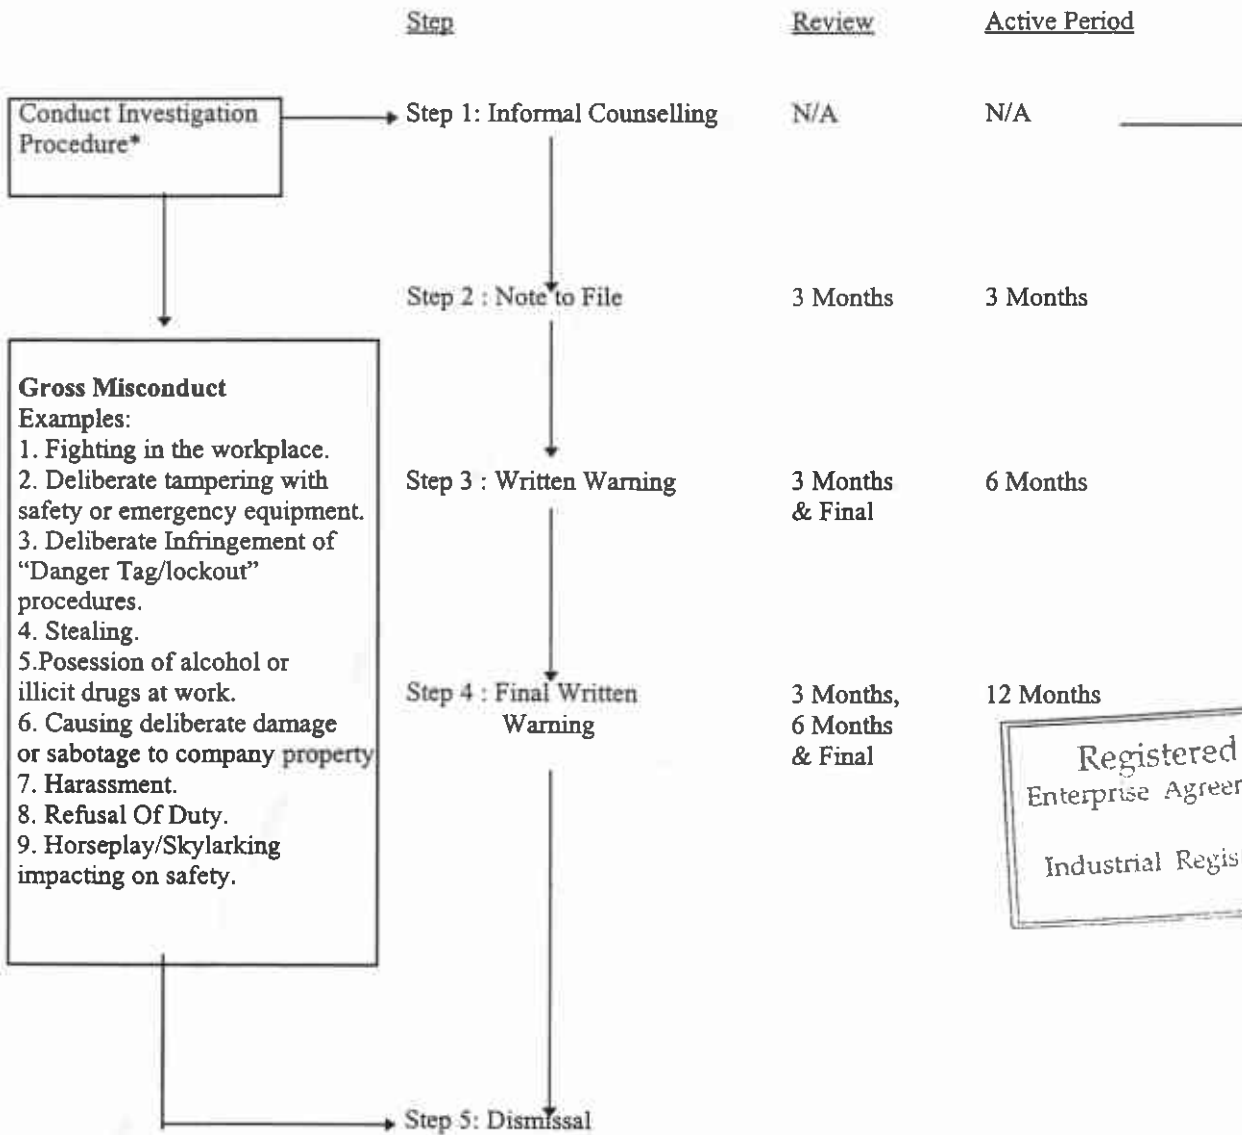 Step Review Active Period
Conduct Investigation
Procedure*
Step 1: Informal Counselling N/A N/A
Step 2 : Note to File 3 Months 3 Months
Gross Misconduct
Examples:
1. Fighting in the workplace.
2. Deliberate tampering with
safety or emergency equipment.
3. Deliberate Infringement of
“Danger Tag/lockout”
procedures.
4. Stealing.
5.Posession of alcohol or
illicit drugs at work.
6. Causing deliberate damage
or sabotage to company property
7. Harassment.
8. Refusal Of Duty.
9. Horseplay/Skylarking
impacting on safety.
Step 3 : Written Warning 3 Months 6 Months
& Final
Step 4 : Final Written 3 Months, 12 Months
Warning 6 Months
& Final
Registered
Enterprise Agreer
Industrial Regis
Step 5: Dismissal